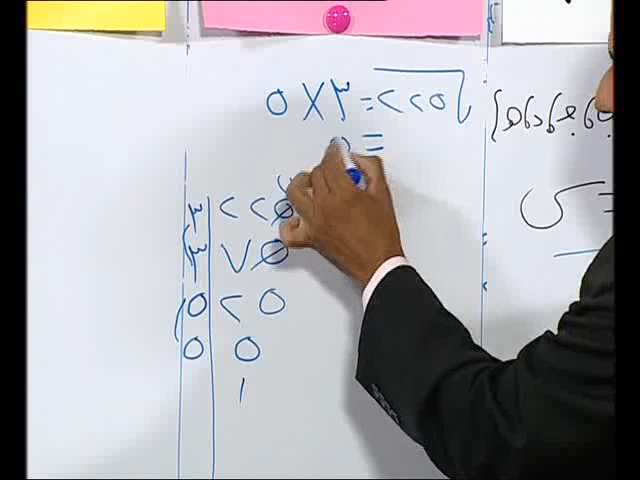 √٢٢٥ = ٣ × ٥
=
٢٢٥ | ٣
٧٥ | ٣
٢٥ | ٥
٥ | ٥
١
= س